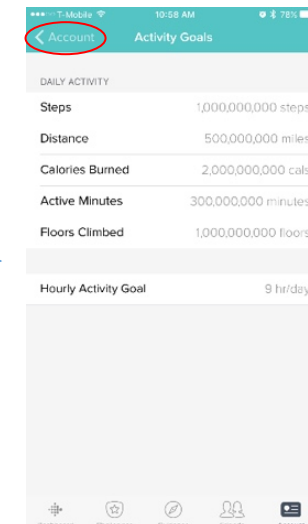 T-Mobile 10:58 AM 78%
Account Activity Goals
DAILY ACTIVITY
Steps 1,000,000,000 steps
Distance 500,000,000 miles
Calories Burned 2,000,000,000 cals
Active Minutes 300,000,000 minutes
Floors Climbed 1,000,000,000 floors
Hourly Activity Goal 9 hr/day